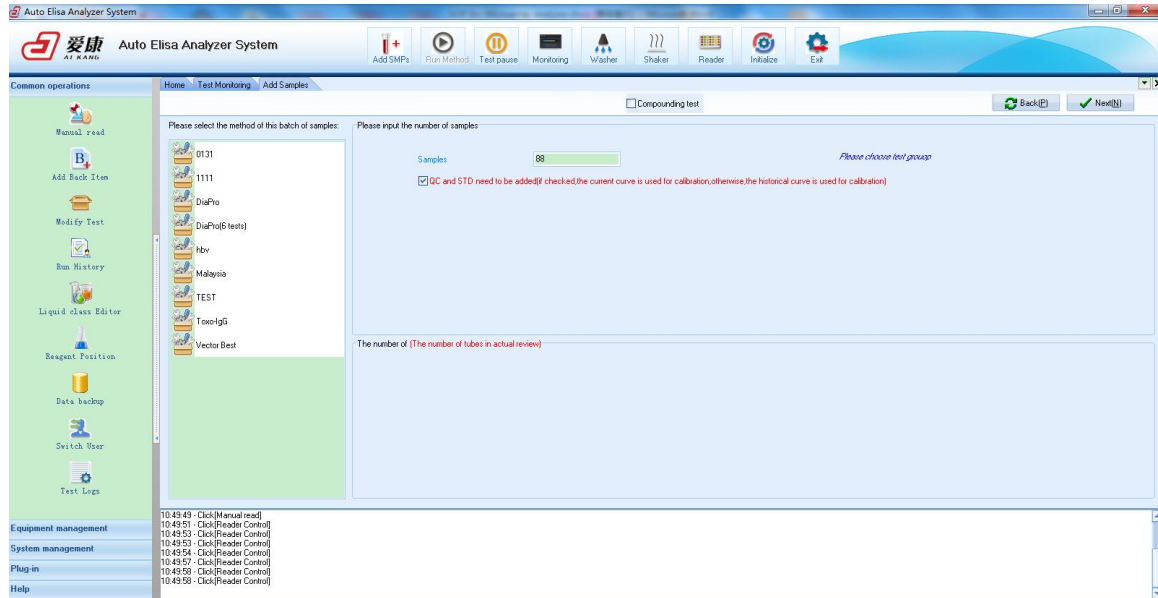 Auto Elisa Analyzer System
爱康
AI KANG
Auto Elisa Analyzer System
Add SMPs
Run Method
Test pause
Monitoring
Washer
Shaker
Reader
Initialize
Exit
Common operations
Home
Test Monitoring
Add Samples
Compounding test
Back(P)
Next(N)
Manual read
Add Back Item
Modify Test
Run History
Liquid class Editor
Reagent Position
Data backup
Switch User
Test Logs
Equipment management
System management
Plug-in
Help
Please select the method of this batch of samples:
0131
1111
DiaPro
DiaPro(6 tests)
hbv
Malaysia
TEST
Toxo-IgG
Vector Best
Please input the number of samples
Samples
88
Please choose test grouop
QC and STD need to be added(if checked,the current curve is used for calibration,otherwise,the historical curve is used for calibration)
The number of (The number of tubes in actual review)
10:49:49 - Click[Manual read]
10:49:51 - Click[Reader Control]
10:49:53 - Click[Reader Control]
10:49:53 - Click[Reader Control]
10:49:54 - Click[Reader Control]
10:49:57 - Click[Reader Control]
10:49:58 - Click[Reader Control]
10:49:58 - Click[Reader Control]